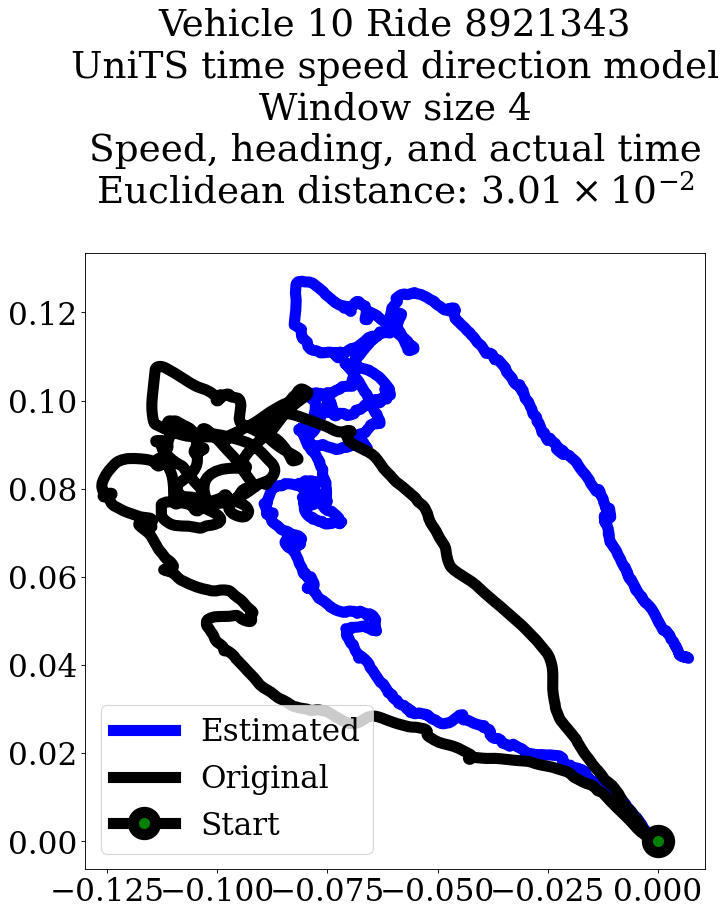 Vehicle 10 Ride 8921343
UniTS time speed direction model
Window size 4
Speed, heading, and actual time
Euclidean distance: 3.01 × 10⁻²
0.12
0.10
0.08
0.06
0.04
0.02
0.00
Estimated
Original
Start
−0.125 −0.100 −0.075 −0.050 −0.025 0.000